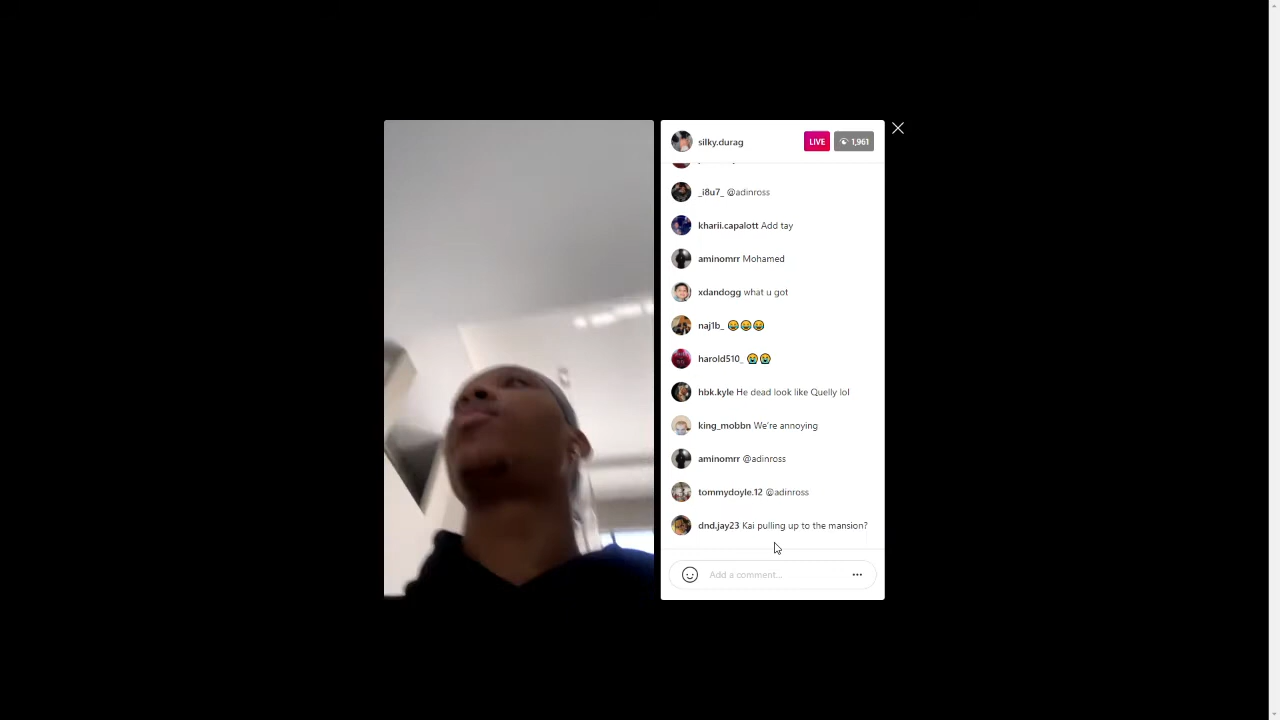 silky.durag LIVE 1,961
_i8u7_ @adinross
kharii.capalott Add tay
aminomrr Mohamed
xdandogg what u got
naj1b_ 😂😂😂
harold510_ 😭😭
hbk.kyle He dead look like Quelly lol
king_mobbn We're annoying
aminomrr @adinross
tommydoyle.12 @adinross
dnd.jay23 Kai pulling up to the mansion?
Add a comment...